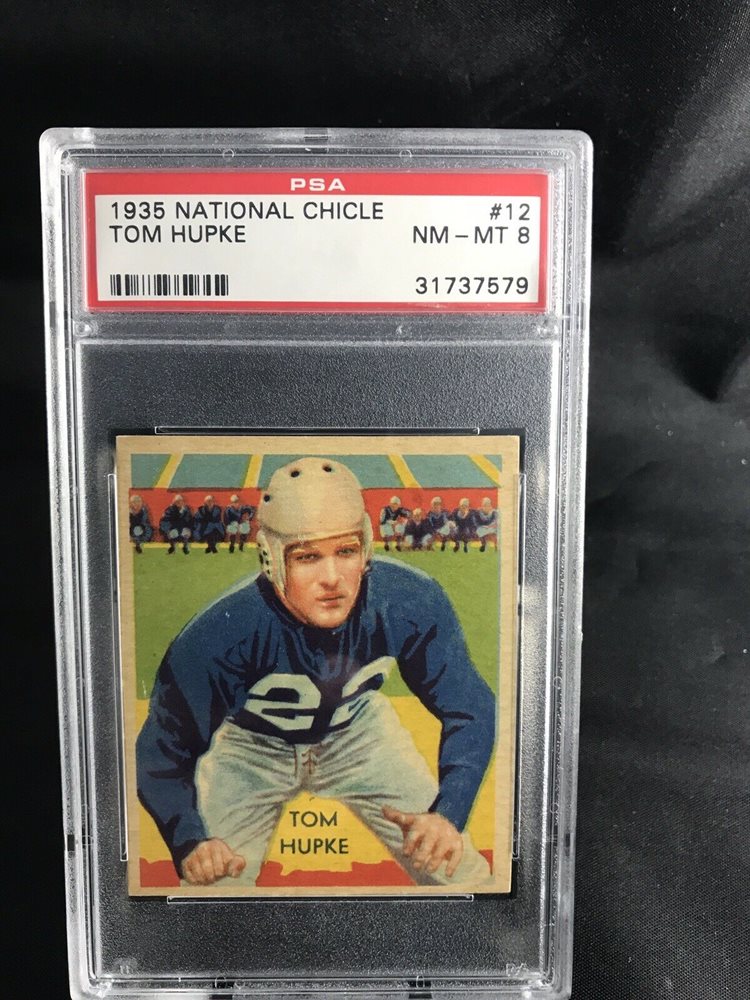 PSA
1935 NATIONAL CHICLE #12
TOM HUPKE NM - MT 8
31737579
22
TOM
HUPKE